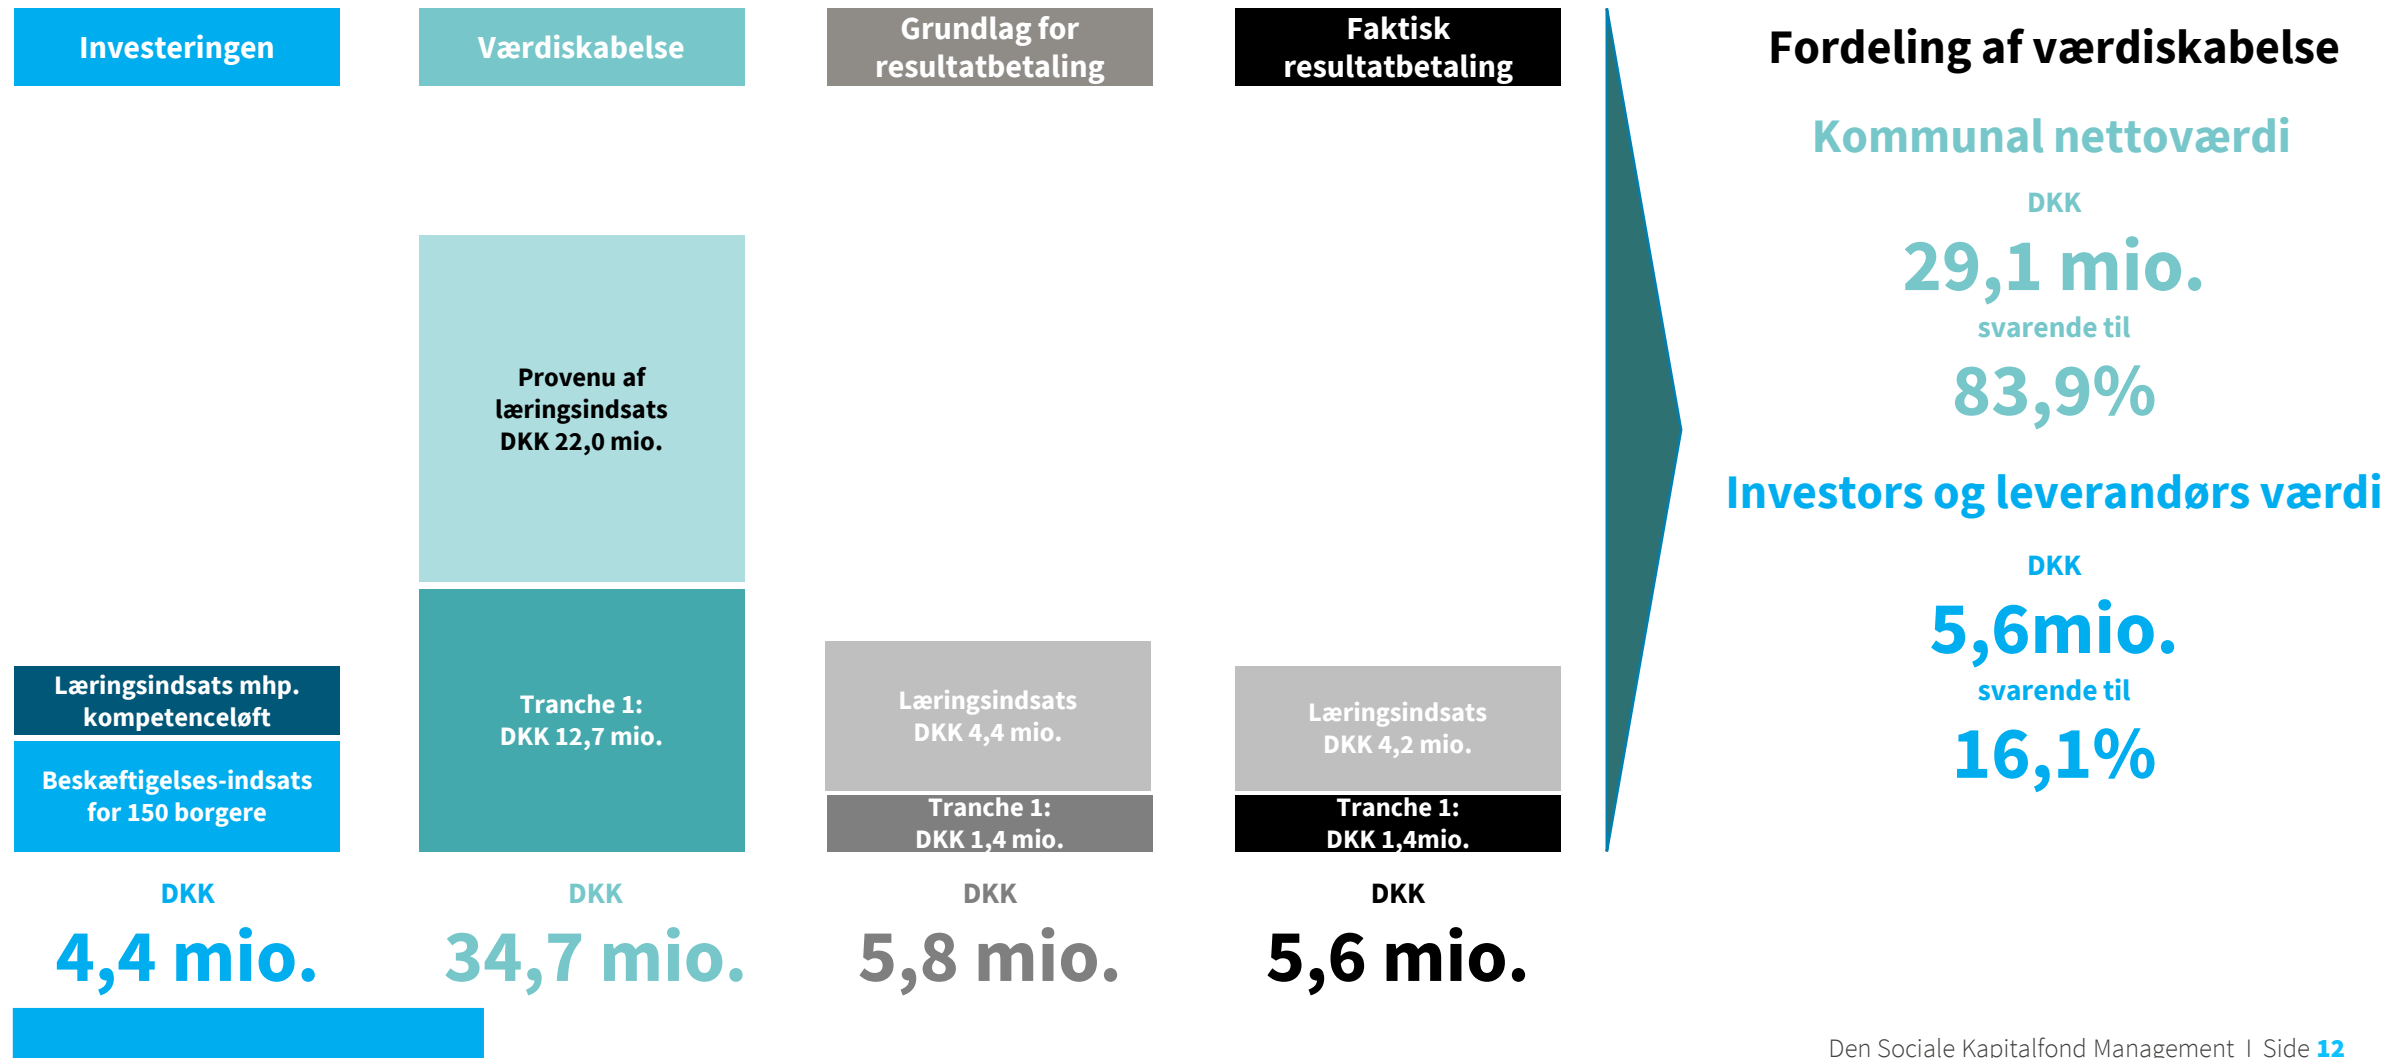 Investeringen
Værdiskabelse
Grundlag for
resultatbetaling
Faktisk
resultatbetaling
Læringsindsats mhp.
kompetenceløft
Beskæftigelses-indsats
for 150 borgere
DKK
4,4 mio.
Provenu af
læringsindsats
DKK 22,0 mio.
Tranche 1:
DKK 12,7 mio.
DKK
34,7 mio.
Læringsindsats
DKK 4,4 mio.
Tranche 1:
DKK 1,4 mio.
DKK
5,8 mio.
Læringsindsats
DKK 4,2 mio.
Tranche 1:
DKK 1,4mio.
DKK
5,6 mio.
Fordeling af værdiskabelse
Kommunal nettoværdi
DKK
29,1 mio.
svarende til
83,9%
Investors og leverandørs værdi
DKK
5,6mio.
svarende til
16,1%
Den Sociale Kapitalfond Management I Side 12